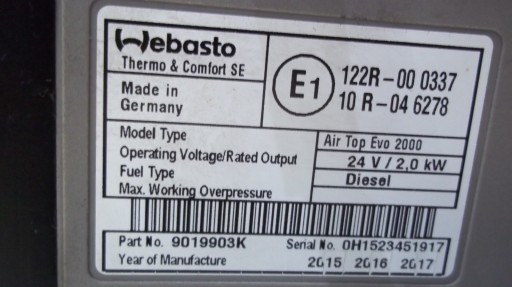 Webasto
Thermo & Comfort SE
Made in
Germany
E1
122R-00 0337
10 R-04 6278
Model Type Air Top Evo 2000
Operating Voltage/Rated Output 24 V / 2,0 kW
Fuel Type Diesel
Max. Working Overpressure
Part No. 9019903K Serial No. 0H1523451917
Year of Manufacture 2015 2016 2017